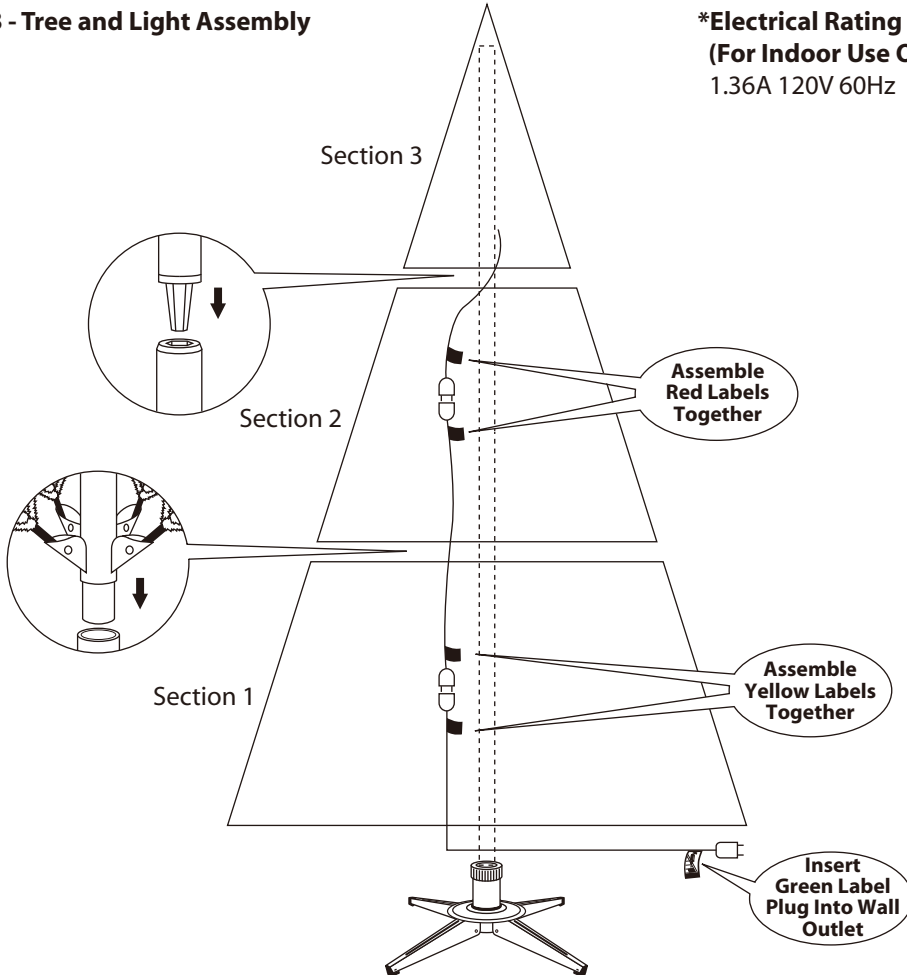 - Tree and Light Assembly
*Electrical Rating
(For Indoor Use
1.36A 120V 60Hz
Section 3
Assemble
Red Labels
Together
Section 2
Section 1
Assemble
Yellow Labels
Together
Insert
Green Label
Plug Into Wall
Outlet